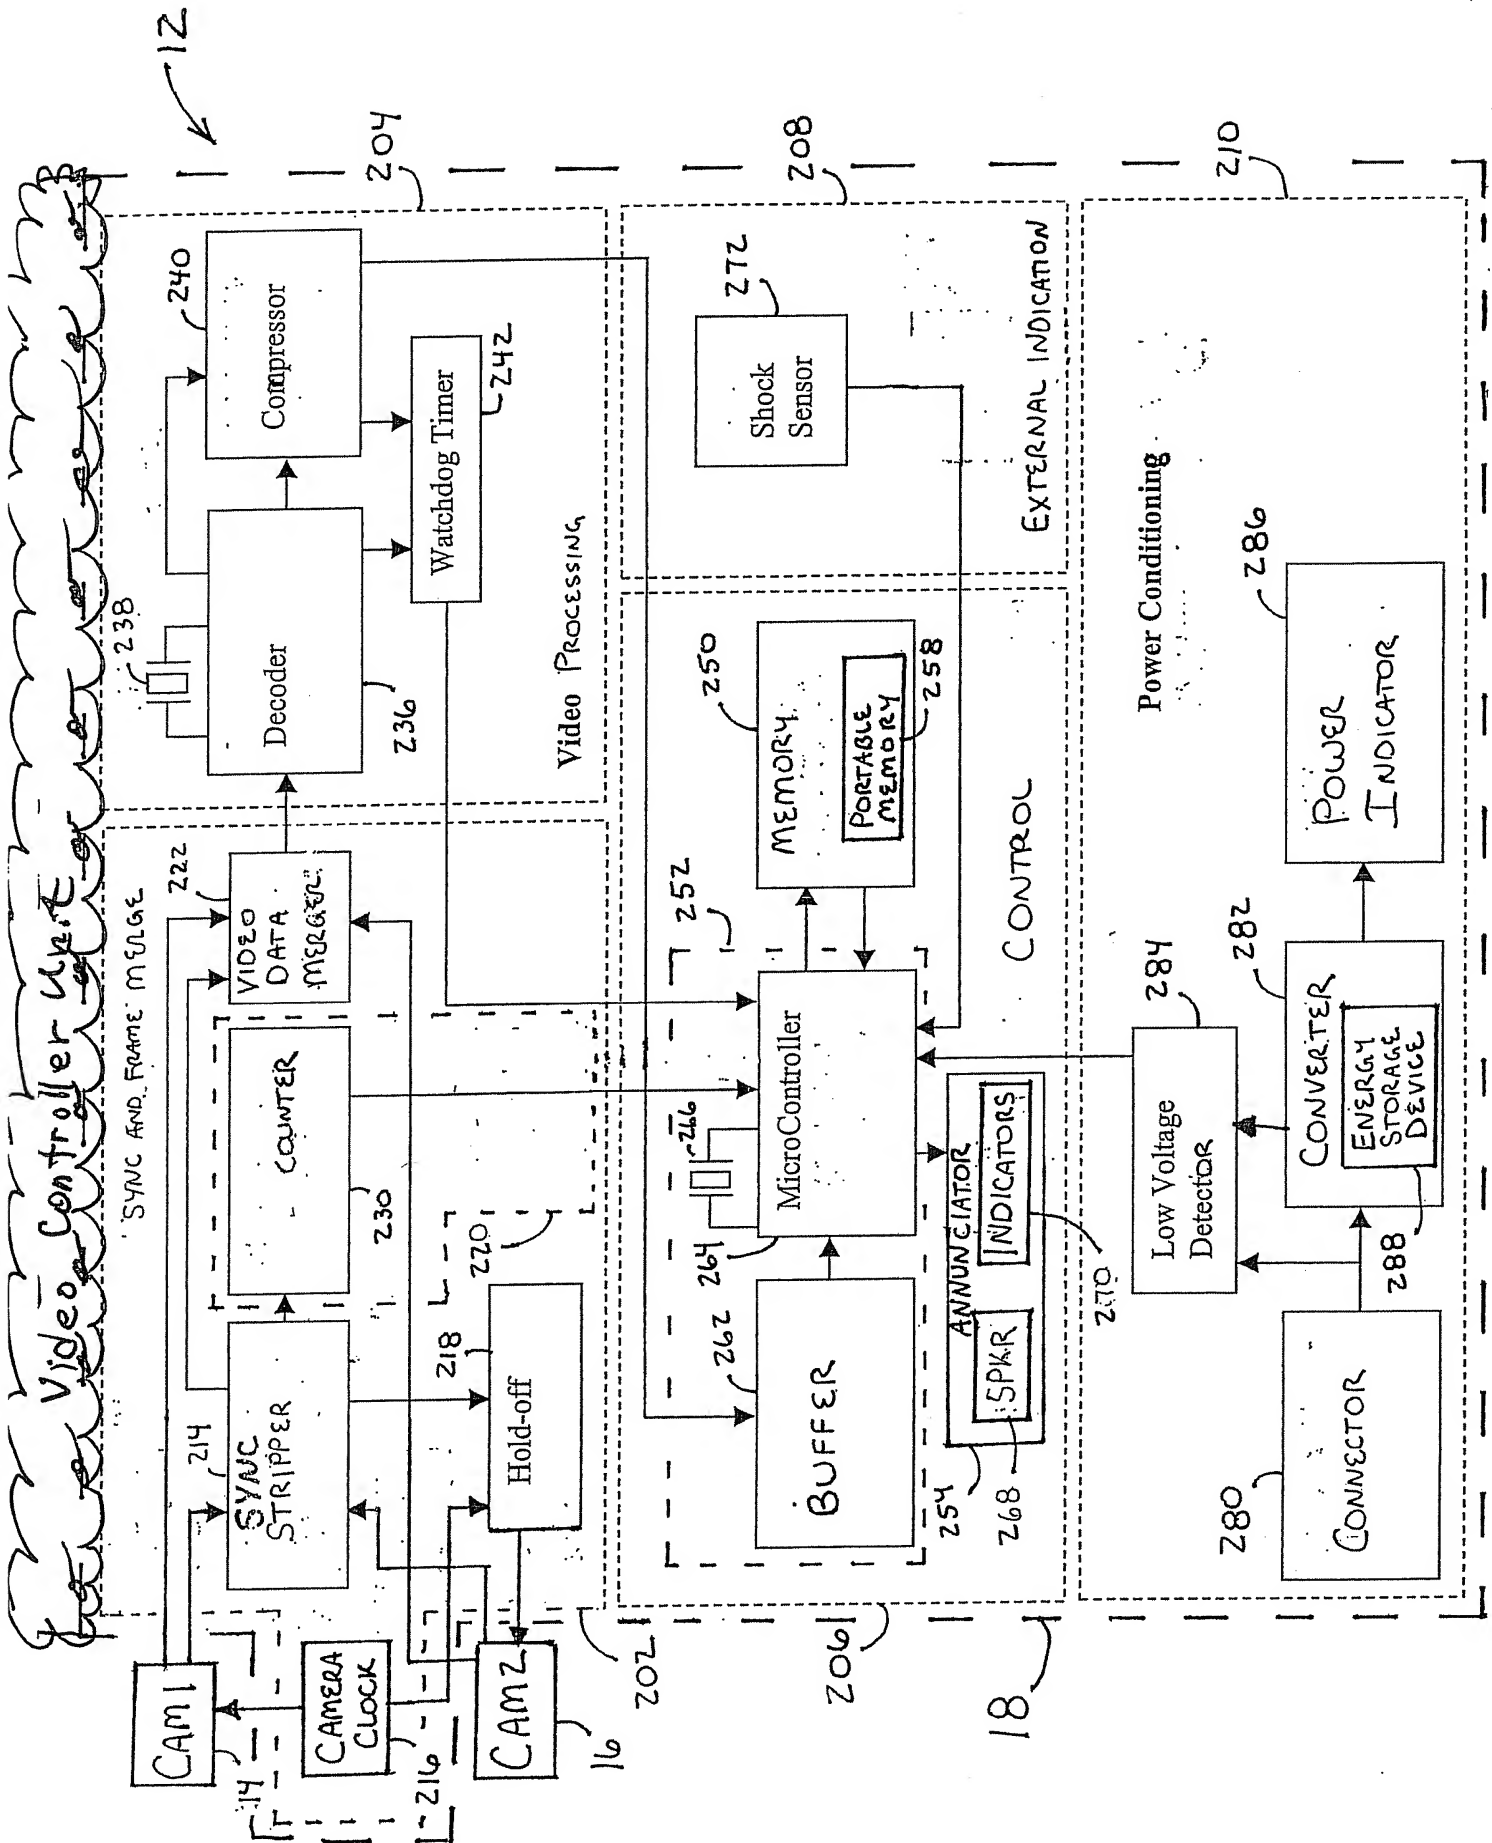 12
Video Controller Unit
SYNC AND FRAME MERGE
204
CAM 1
14
CAMERA
CLOCK
216
CAM 2
16
214
SYNC
STRIPPER
COUNTER
230
222
VIDEO
DATA
MERGER
218
Hold-off
220
202
238
Decoder
236
240
Compressor
Watchdog Timer
242
Video PROCESSING
208
252
262
BUFFER
264
266
MicroController
250
MEMORY
PORTABLE
MEMORY
258
272
Shock
Sensor
EXTERNAL INDICATION
254
ANNUNCIATOR
SPKR
268
INDICATORS
270
CONTROL
206
18
210
Power Conditioning
284
Low Voltage
Detector
280
CONNECTOR
282
CONVERTER
ENERGY
STORAGE
DEVICE
288
286
POWER
INDICATOR